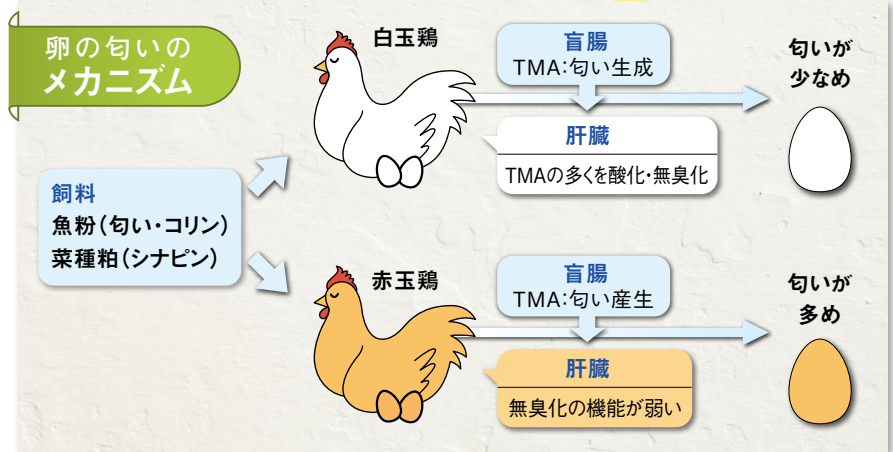 卵の匂いの
メカニズム
飼料
魚粉(匂い・コリン)
菜種粕(シナピン)
白玉鶏
盲腸
TMA:匂い生成
肝臓
TMAの多くを酸化・無臭化
匂いが
少なめ
赤玉鶏
盲腸
TMA:匂い産生
肝臓
無臭化の機能が弱い
匂いが
多め